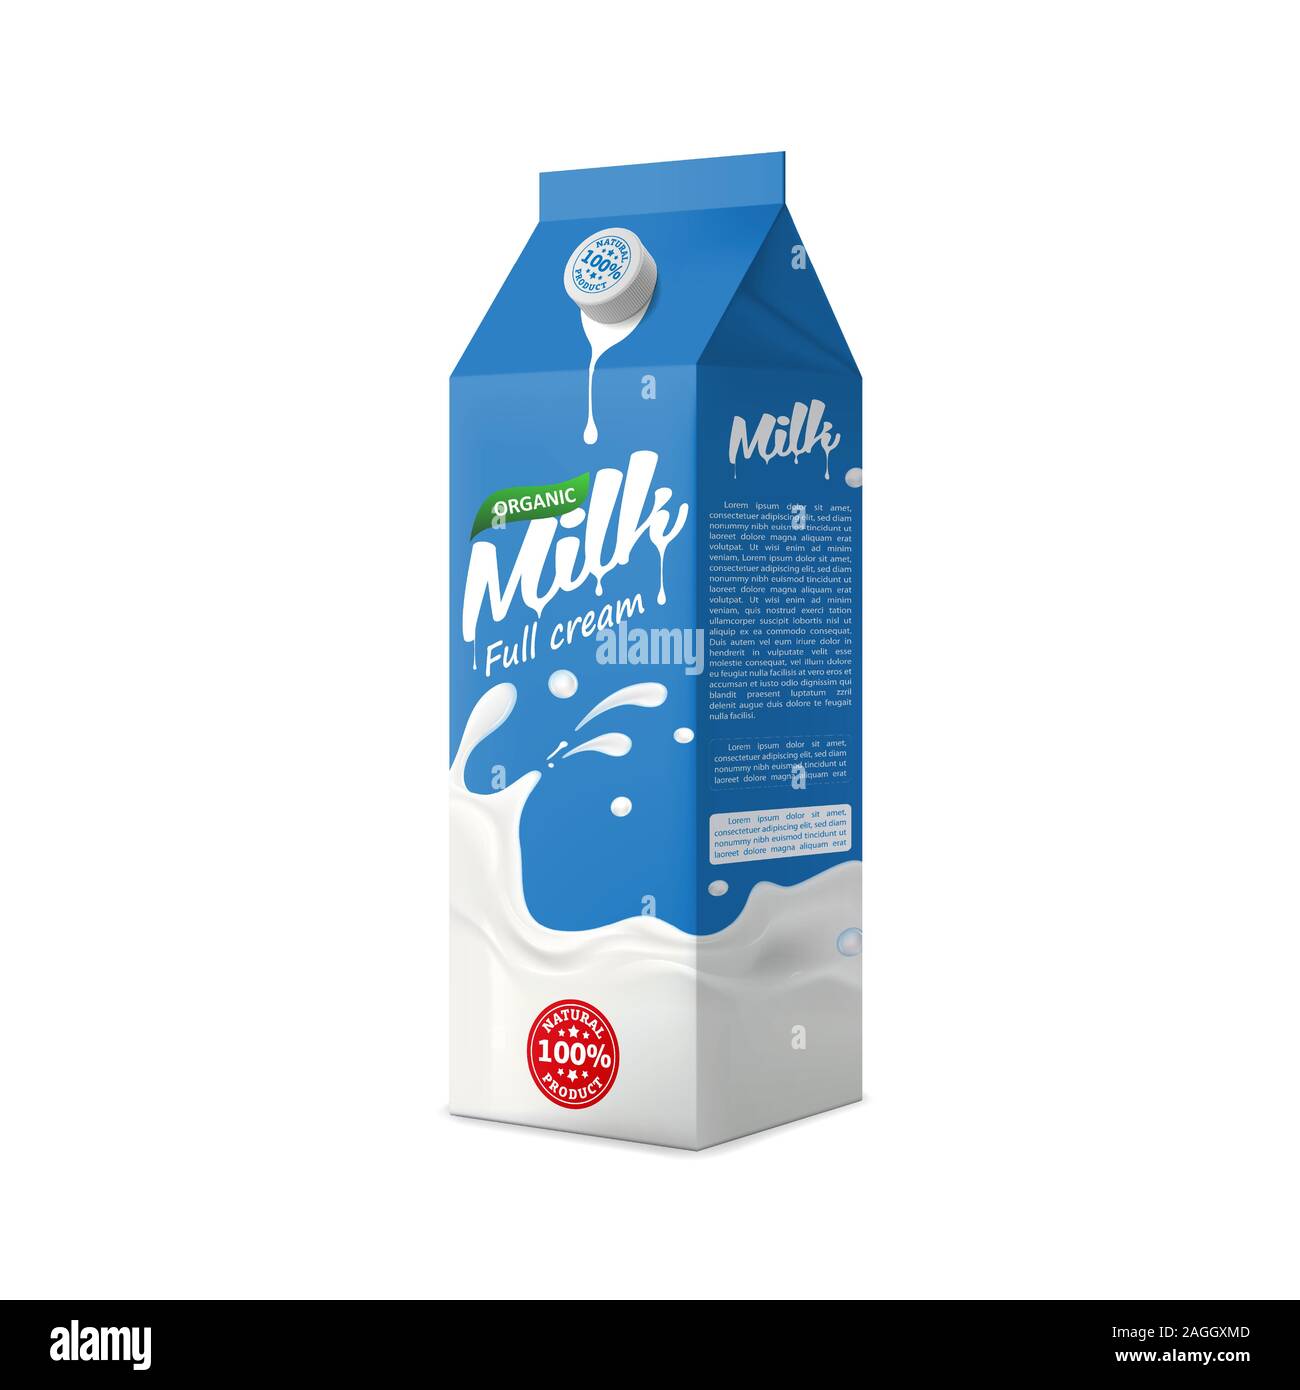 NATURAL
100%
PRODUCT
ORGANIC
Milk
Full cream
NATURAL
100%
PRODUCT
Milk
Lorem ipsum dolor sit amet,
consectetuer adipiscing elit, sed diam
nonummy nibh euismod tincidunt ut
laoreet dolore magna aliquam erat
volutpat. Ut wisi enim ad minim
veniam, Lorem ipsum dolor sit amet,
consectetuer adipiscing elit, sed diam
nonummy nibh euismod tincidunt ut
laoreet dolore magna aliquam erat
volutpat. Ut wisi enim ad minim
ullamcorper suscipit lobortis nisl ut
aliquip ex ea commodo consequat.
Duis autem vel eum iriure dolor in
hendrerit in vulputate velit esse
molestie consequat, vel illum dolore
eu feugiat nulla facilisis at vero eros et
accumsan et iusto odio dignissim qui
blandit praesent luptatum zzril
delenit augue duis dolore te feugait
nulla facilisi.
Lorem ipsum dolor sit amet,
consectetuer adipiscing elit, sed diam
nonummy nibh euismod tincidunt ut
laoreet dolore magna aliquam erat
Lorem ipsum dolor sit amet,
consectetuer adipiscing elit, sed diam
nonummy nibh euismod tincidunt ut
laoreet dolore magna aliquam erat
a
a
a
alamy
a
a
a
a
alamy
Image ID: 2AGGXMD
www.alamy.com